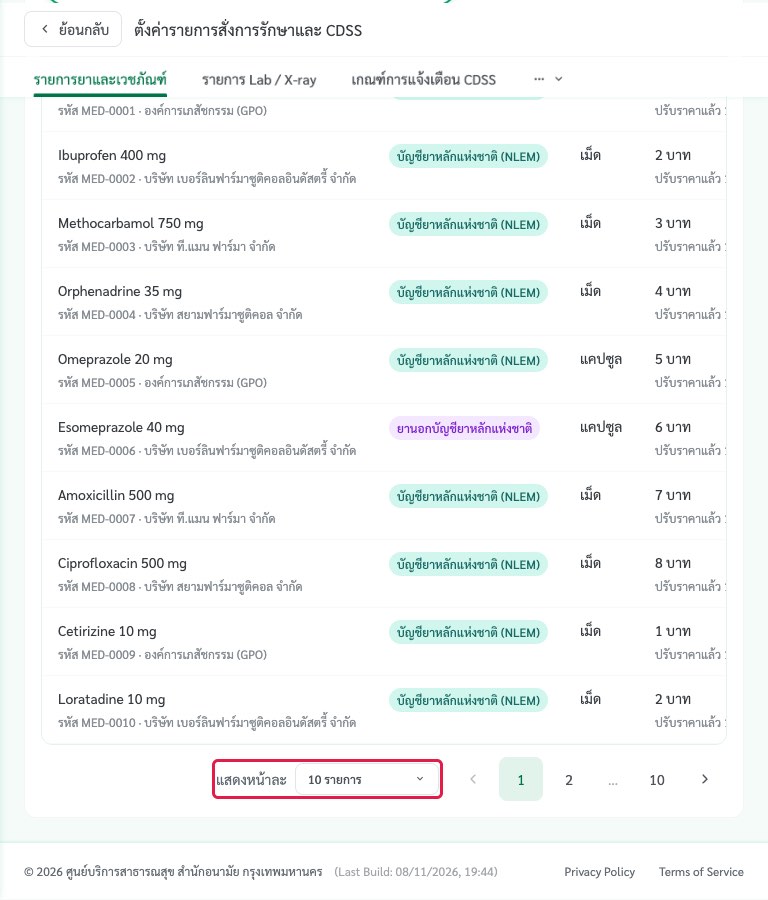 ย้อนกลับ ตั้งค่ารายการสั่งการรักษาและ CDSS
รายการยาและเวชภัณฑ์ รายการ Lab / X-ray เกณฑ์การแจ้งเตือน CDSS ...
รหัส MED-0001 · องค์การเภสัชกรรม (GPO) ปรับราคาแล้ว
Ibuprofen 400 mg บัญชียาหลักแห่งชาติ (NLEM) เม็ด 2 บาท
รหัส MED-0002 · บริษัท เบอร์ลินฟาร์มาซูติคอลอินดัสตรี้ จำกัด ปรับราคาแล้ว
Methocarbamol 750 mg บัญชียาหลักแห่งชาติ (NLEM) เม็ด 3 บาท
รหัส MED-0003 · บริษัท ที.แมน ฟาร์มา จำกัด ปรับราคาแล้ว
Orphenadrine 35 mg บัญชียาหลักแห่งชาติ (NLEM) เม็ด 4 บาท
รหัส MED-0004 · บริษัท สยามฟาร์มาซูติคอล จำกัด ปรับราคาแล้ว
Omeprazole 20 mg บัญชียาหลักแห่งชาติ (NLEM) แคปซูล 5 บาท
รหัส MED-0005 · องค์การเภสัชกรรม (GPO) ปรับราคาแล้ว
Esomeprazole 40 mg ยานอกบัญชียาหลักแห่งชาติ แคปซูล 6 บาท
รหัส MED-0006 · บริษัท เบอร์ลินฟาร์มาซูติคอลอินดัสตรี้ จำกัด ปรับราคาแล้ว
Amoxicillin 500 mg บัญชียาหลักแห่งชาติ (NLEM) เม็ด 7 บาท
รหัส MED-0007 · บริษัท ที.แมน ฟาร์มา จำกัด ปรับราคาแล้ว
Ciprofloxacin 500 mg บัญชียาหลักแห่งชาติ (NLEM) เม็ด 8 บาท
รหัส MED-0008 · บริษัท สยามฟาร์มาซูติคอล จำกัด ปรับราคาแล้ว
Cetirizine 10 mg บัญชียาหลักแห่งชาติ (NLEM) เม็ด 1 บาท
รหัส MED-0009 · องค์การเภสัชกรรม (GPO) ปรับราคาแล้ว
Loratadine 10 mg บัญชียาหลักแห่งชาติ (NLEM) เม็ด 2 บาท
รหัส MED-0010 · บริษัท เบอร์ลินฟาร์มาซูติคอลอินดัสตรี้ จำกัด ปรับราคาแล้ว
แสดงหน้าละ 10 รายการ 1 2 ... 10
© 2026 ศูนย์บริการสาธารณสุข สำนักอนามัย กรุงเทพมหานคร (Last Build: 08/11/2026, 19:44) Privacy Policy Terms of Service